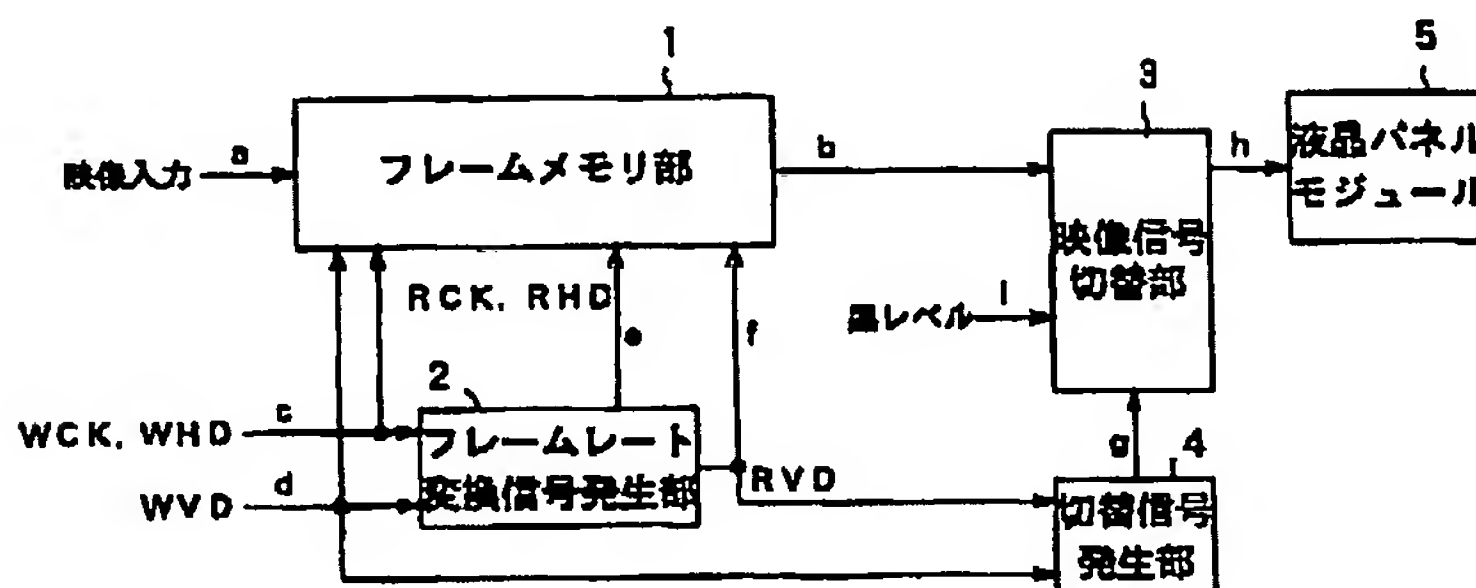 1
5
3
映像入力
a
フレームメモリ部
b
h
液晶パネル
モジュール
映像信号
切替部
RCK, RHD
黒レベル
i
e
f
2
WCK, WHD
c
フレームレート
変換信号発生部
g
4
WVD
d
RVD
切替信号
発生部